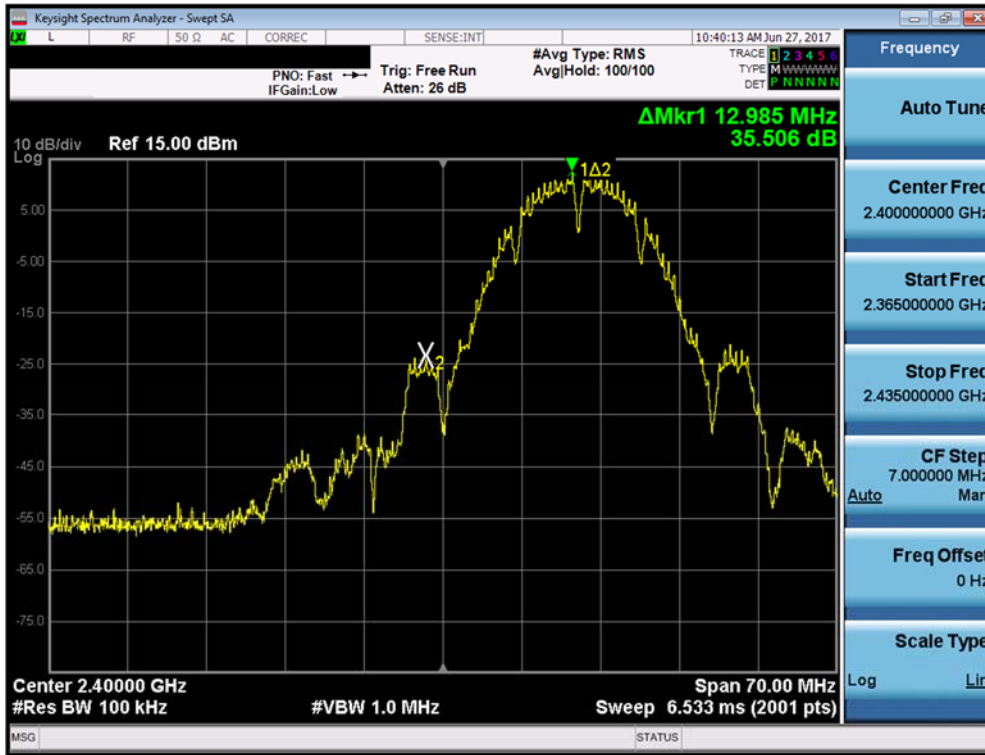 Keysight Spectrum Analyzer - Swept SA
LXI L RF 50 Ω AC CORREC SENSE:INT 10:40:13 AM Jun 27, 2017
PNO: Fast
IFGain:Low
Trig: Free Run
Atten: 26 dB
#Avg Type: RMS
Avg|Hold: 100/100
TRACE 1 2 3 4 5 6
TYPE M WWWWW
DET P N N N N N
ΔMkr1 12.985 MHz
35.506 dB
10 dB/div Ref 15.00 dBm
Log
1Δ2
5.00
-5.00
-15.0
X2
-25.0
-35.0
-45.0
-55.0
-65.0
-75.0
Center 2.40000 GHz Span 70.00 MHz
#Res BW 100 kHz #VBW 1.0 MHz Sweep 6.533 ms (2001 pts)
MSG STATUS
Frequency
Auto Tune
Center Freq
2.400000000 GHz
Start Freq
2.365000000 GHz
Stop Freq
2.435000000 GHz
CF Step
7.000000 MHz
Auto Man
Freq Offset
0 Hz
Scale Type
Log Lin